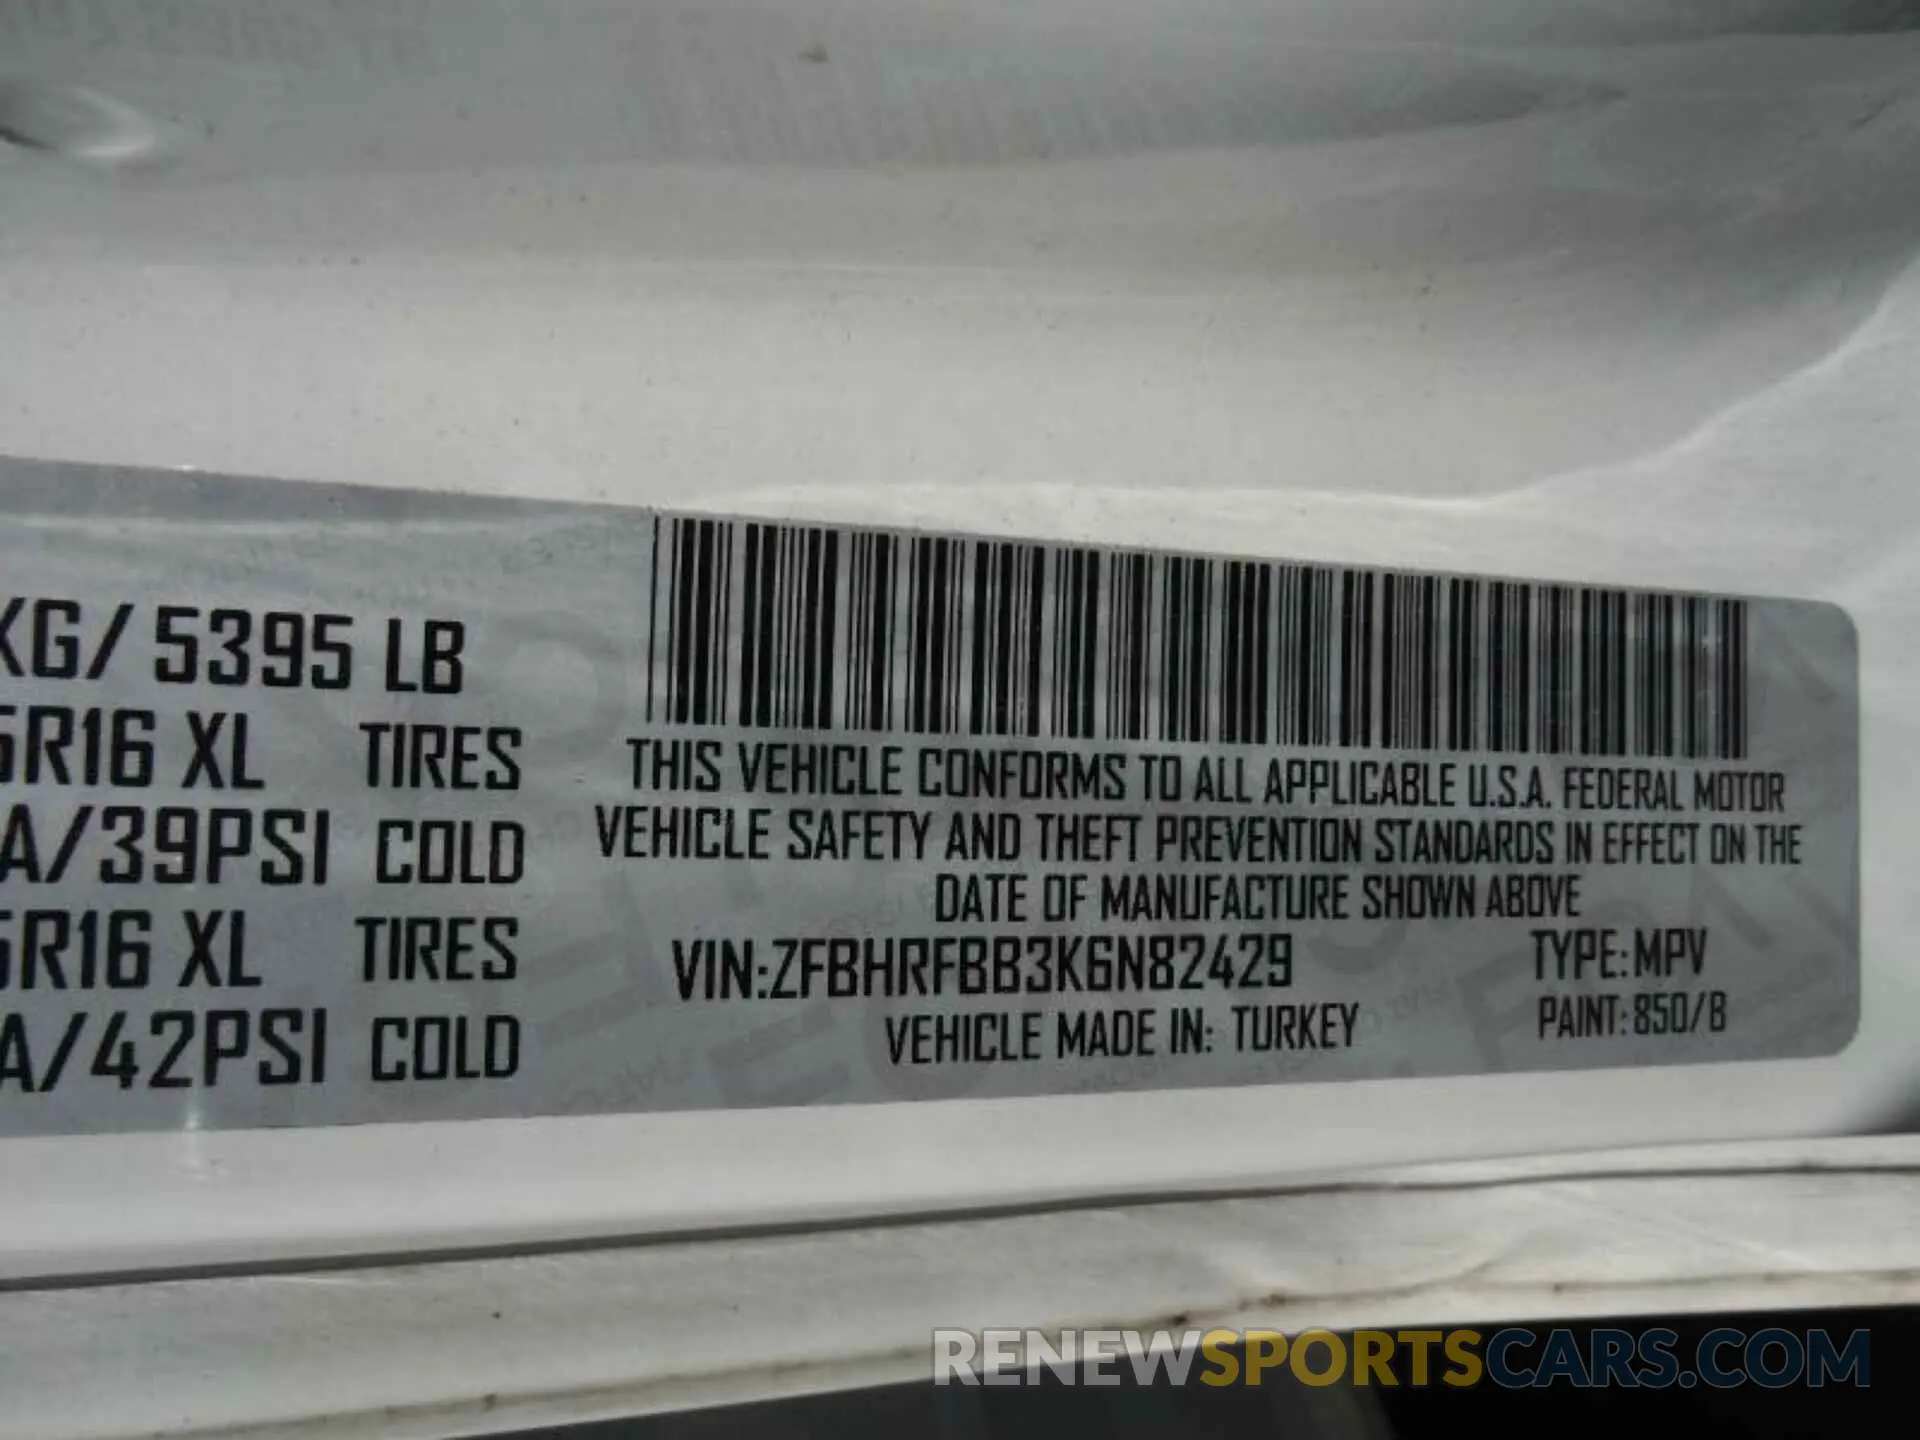 KG/ 5395 LB
5R16 XL TIRES
A/39PSI COLD
5R16 XL TIRES
A/42PSI COLD
THIS VEHICLE CONFORMS TO ALL APPLICABLE U.S.A. FEDERAL MOTOR
VEHICLE SAFETY AND THEFT PREVENTION STANDARDS IN EFFECT ON THE
DATE OF MANUFACTURE SHOWN ABOVE
VIN:ZFBHRFBB3K6N82429 TYPE:MPV
VEHICLE MADE IN: TURKEY PAINT:850/B
RENEWSPORTSCARS.COM